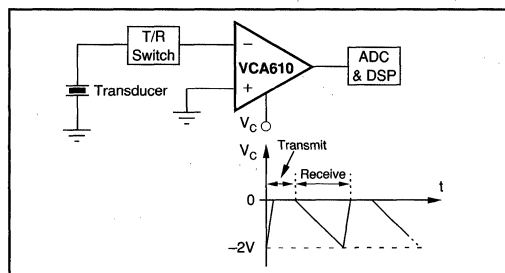 T/R
Switch
Transducer
−
VCA610
+
ADC
& DSP
V_C
V_C
Transmit
Receive
t
0
−2V